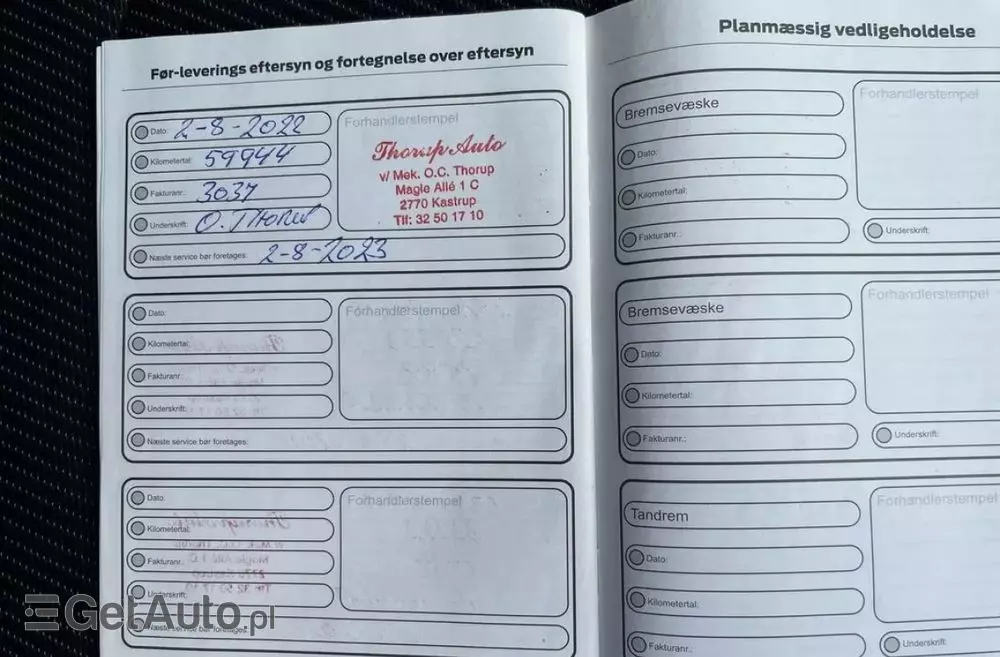 Før-leverings eftersyn og fortegnelse over eftersyn
Dato: 2-8-2022
Kilometertal: 59944
Fakturanr.: 3037
Underskrift: O. Thorup
Næste service bør foretages: 2-8-2023
Forhandlerstempel
Thorup Auto
v/ Mek. O.C. Thorup
Magle Allé 1 C
2770 Kastrup
Tlf: 32 50 17 10
Dato:
Kilometertal:
Fakturanr.
Underskrift:
Næste service bør foretages:
Forhandlerstempel
Dato:
Kilometertal:
Fakturanr.:
Underskrift:
Næste service bør foretages:
Forhandlerstempel
Planmæssig vedligeholdelse
Bremsevæske
Dato:
Kilometertal:
Fakturanr.:
Forhandlerstempel
Underskrift:
Bremsevæske
Dato:
Kilometertal:
Fakturanr.:
Forhandlerstempel
Underskrift:
Tandrem
Dato:
Kilometertal:
Fakturanr.:
Forhandlerstempel
Underskrift:
GetAuto.pl